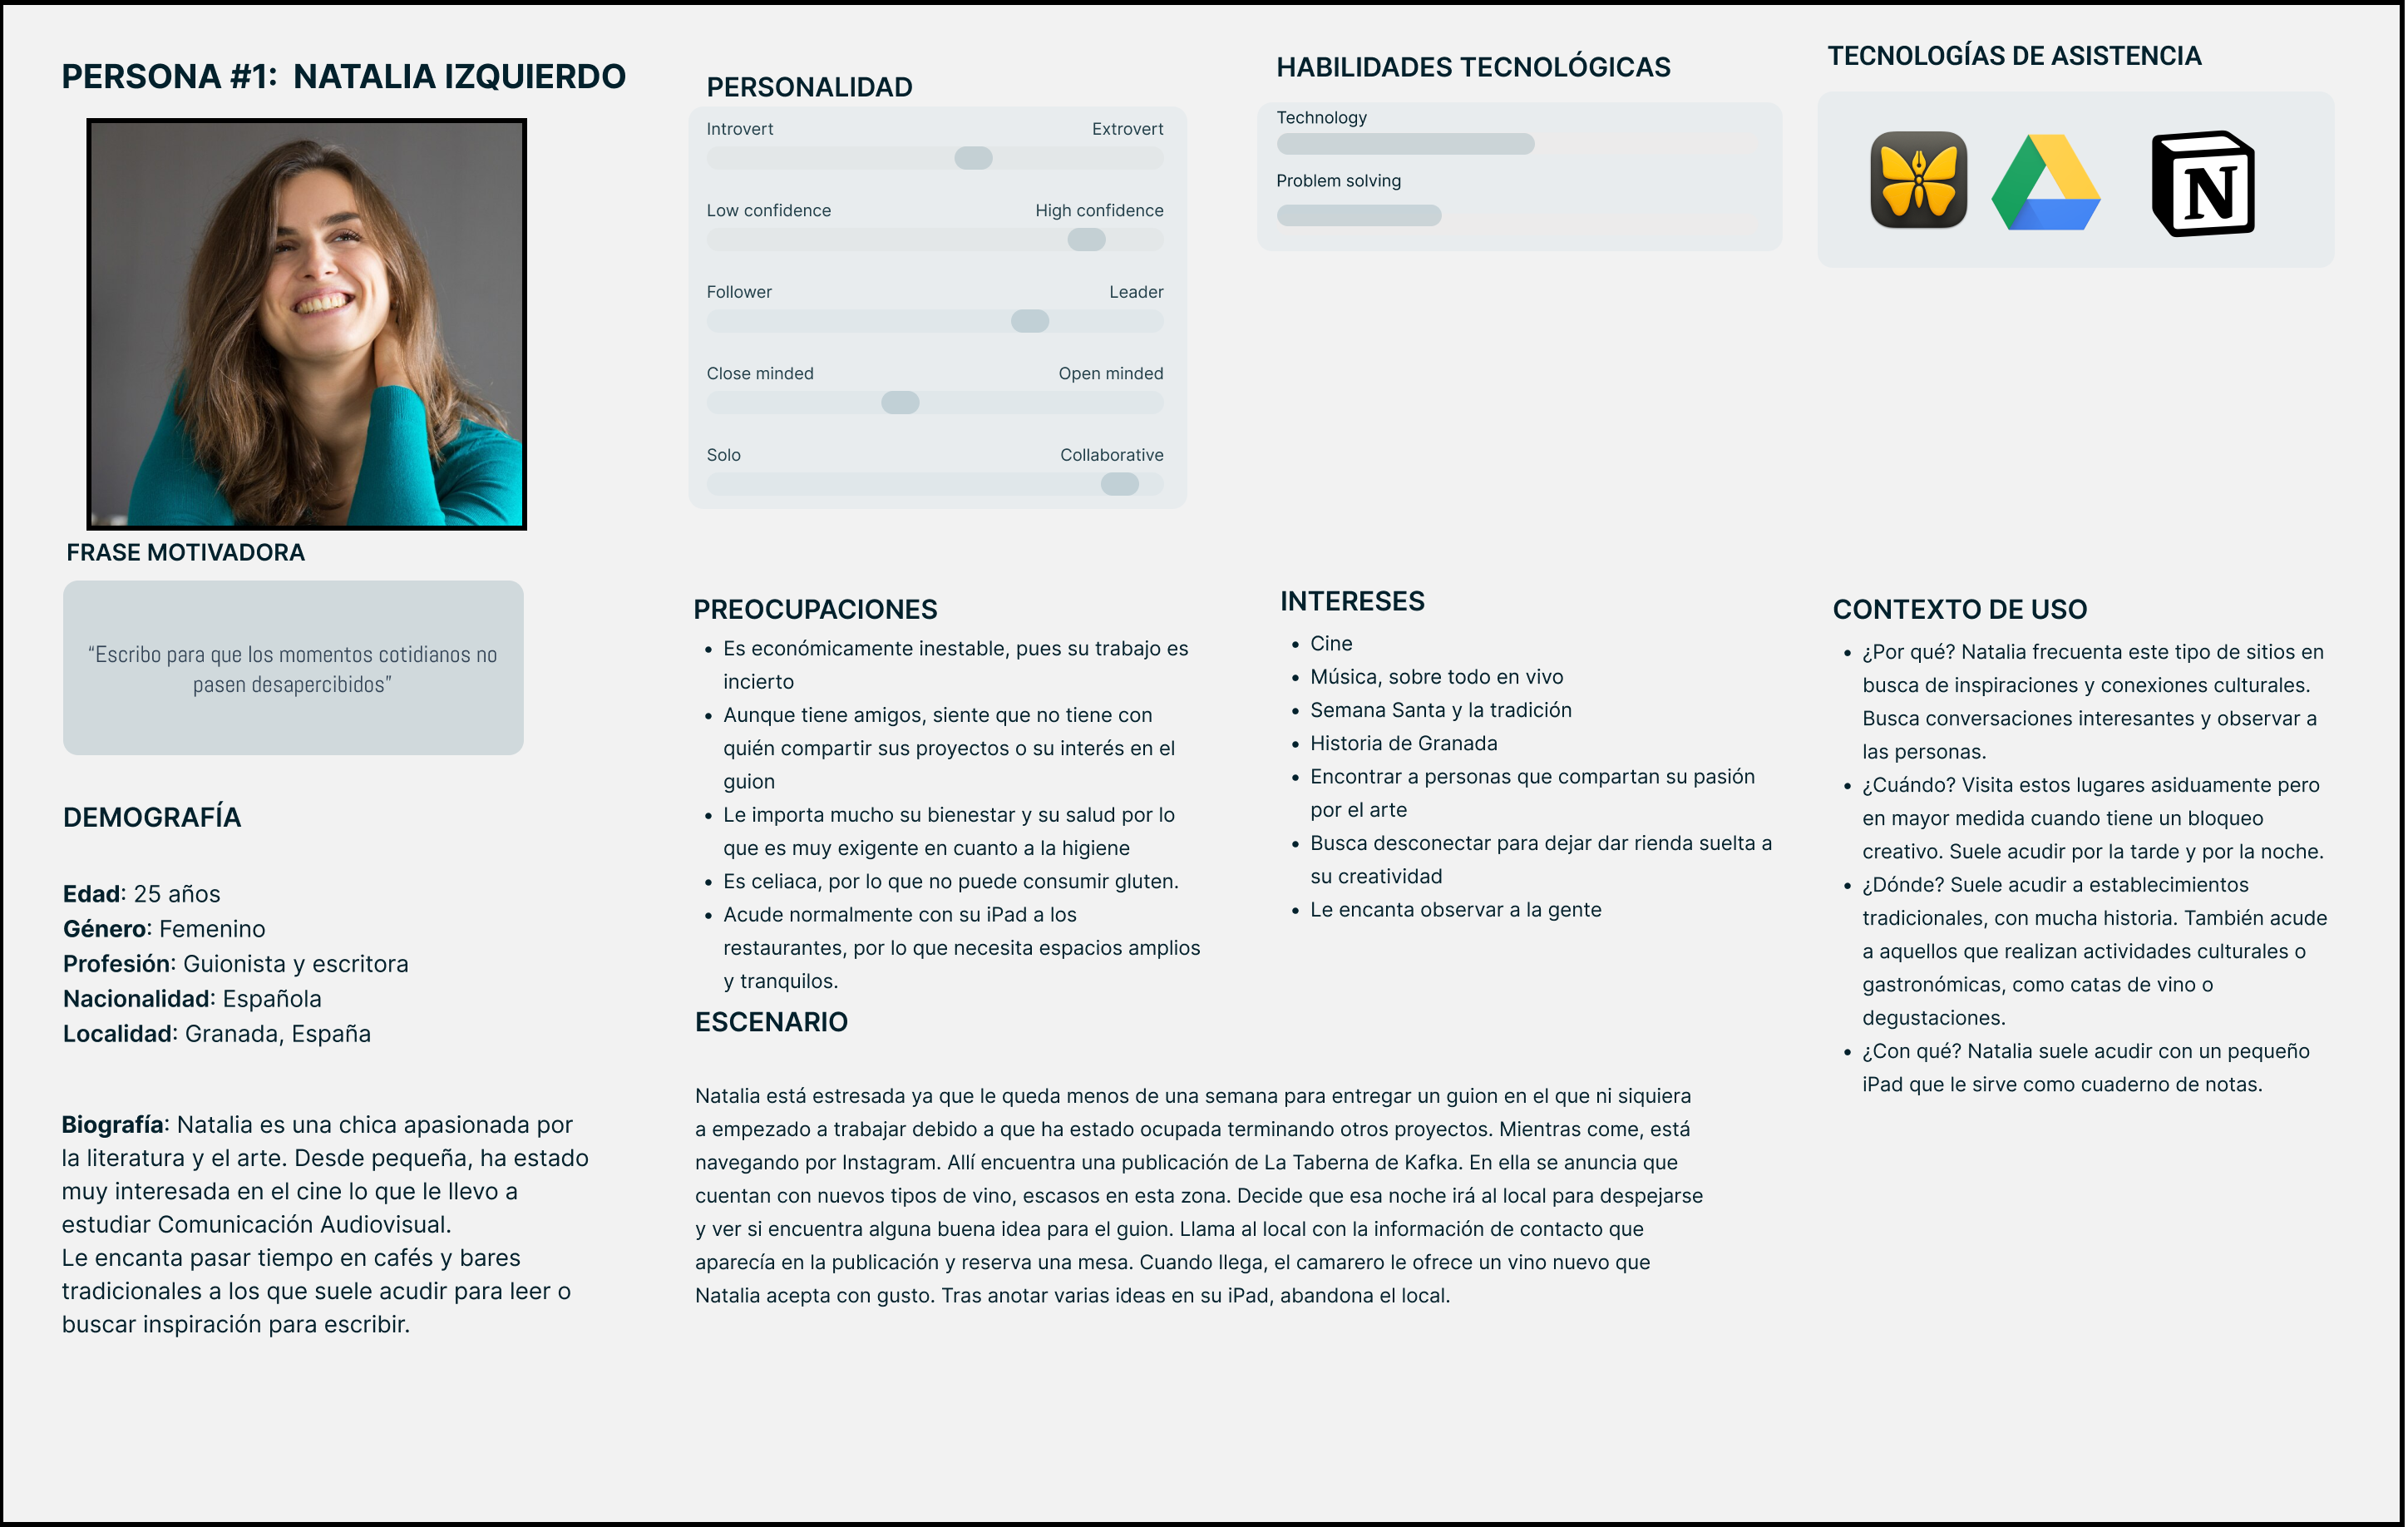 PERSONA #1: NATALIA IZQUIERDO
FRASE MOTIVADORA
“Escribo para que los momentos cotidianos no
pasen desapercibidos”
DEMOGRAFÍA
Edad: 25 años
Género: Femenino
Profesión: Guionista y escritora
Nacionalidad: Española
Localidad: Granada, España
Biografía: Natalia es una chica apasionada por
la literatura y el arte. Desde pequeña, ha estado
muy interesada en el cine lo que le llevo a
estudiar Comunicación Audiovisual.
Le encanta pasar tiempo en cafés y bares
tradicionales a los que suele acudir para leer o
buscar inspiración para escribir.
PERSONALIDAD
Introvert Extrovert
Low confidence High confidence
Follower Leader
Close minded Open minded
Solo Collaborative
HABILIDADES TECNOLÓGICAS
Technology
Problem solving
TECNOLOGÍAS DE ASISTENCIA
N
PREOCUPACIONES
• Es económicamente inestable, pues su trabajo es
incierto
• Aunque tiene amigos, siente que no tiene con
quién compartir sus proyectos o su interés en el
guion
• Le importa mucho su bienestar y su salud por lo
que es muy exigente en cuanto a la higiene
• Es celiaca, por lo que no puede consumir gluten.
• Acude normalmente con su iPad a los
restaurantes, por lo que necesita espacios amplios
y tranquilos.
INTERESES
• Cine
• Música, sobre todo en vivo
• Semana Santa y la tradición
• Historia de Granada
• Encontrar a personas que compartan su pasión
por el arte
• Busca desconectar para dejar dar rienda suelta a
su creatividad
• Le encanta observar a la gente
CONTEXTO DE USO
• ¿Por qué? Natalia frecuenta este tipo de sitios en
busca de inspiraciones y conexiones culturales.
Busca conversaciones interesantes y observar a
las personas.
• ¿Cuándo? Visita estos lugares asiduamente pero
en mayor medida cuando tiene un bloqueo
creativo. Suele acudir por la tarde y por la noche.
• ¿Dónde? Suele acudir a establecimientos
tradicionales, con mucha historia. También acude
a aquellos que realizan actividades culturales o
gastronómicas, como catas de vino o
degustaciones.
• ¿Con qué? Natalia suele acudir con un pequeño
iPad que le sirve como cuaderno de notas.
ESCENARIO
Natalia está estresada ya que le queda menos de una semana para entregar un guion en el que ni siquiera
a empezado a trabajar debido a que ha estado ocupada terminando otros proyectos. Mientras come, está
navegando por Instagram. Allí encuentra una publicación de La Taberna de Kafka. En ella se anuncia que
cuentan con nuevos tipos de vino, escasos en esta zona. Decide que esa noche irá al local para despejarse
y ver si encuentra alguna buena idea para el guion. Llama al local con la información de contacto que
aparecía en la publicación y reserva una mesa. Cuando llega, el camarero le ofrece un vino nuevo que
Natalia acepta con gusto. Tras anotar varias ideas en su iPad, abandona el local.